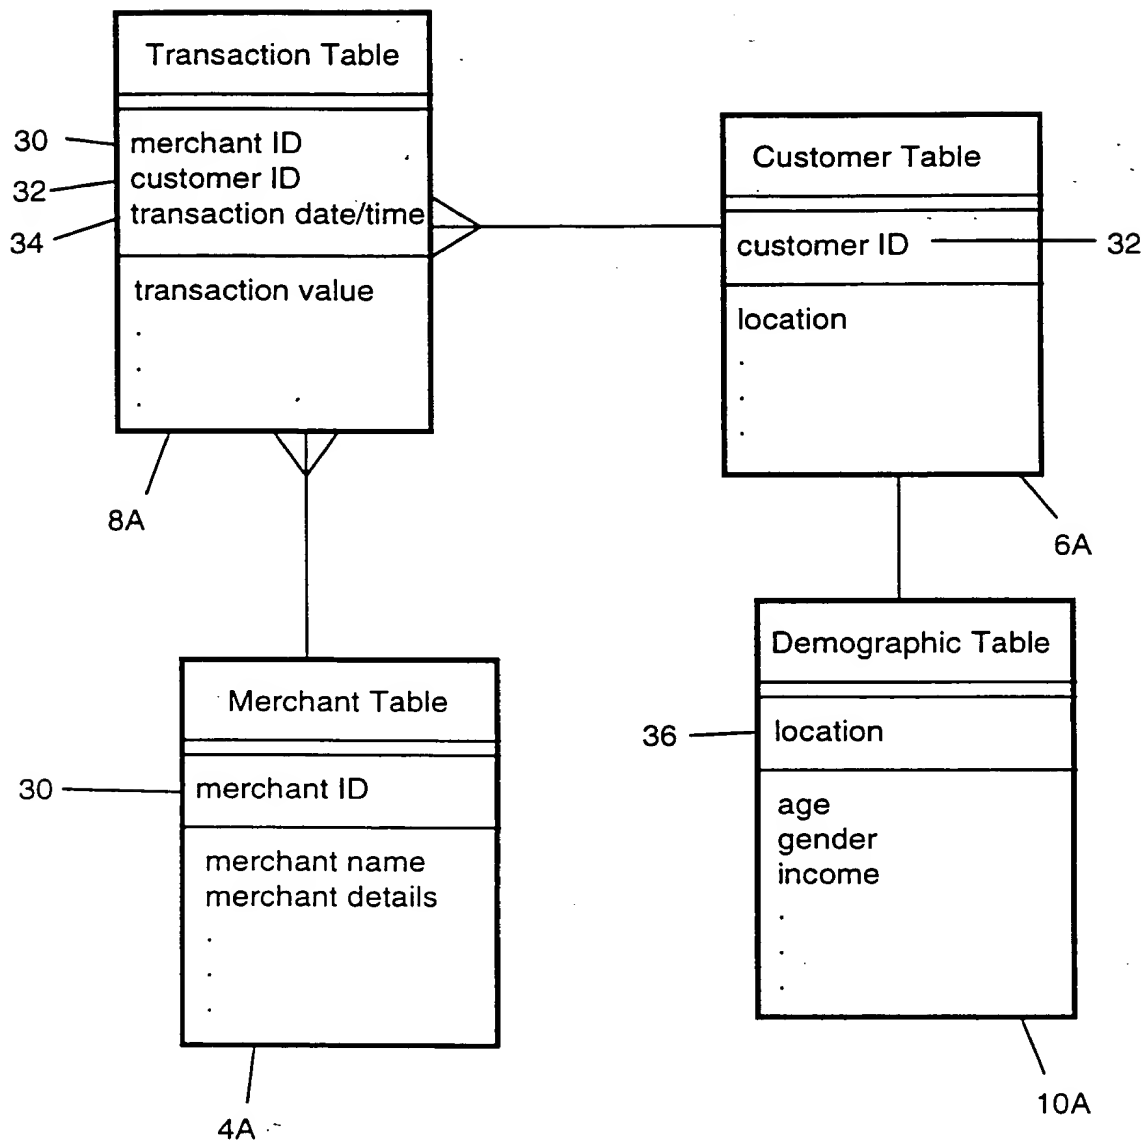 Transaction Table
30
merchant ID
32
customer ID
34
transaction date/time
transaction value
.
.
.
8A
Customer Table
customer ID
32
location
.
.
.
6A
Merchant Table
30
merchant ID
merchant name
merchant details
.
.
.
4A
Demographic Table
36
location
age
gender
income
.
.
.
10A